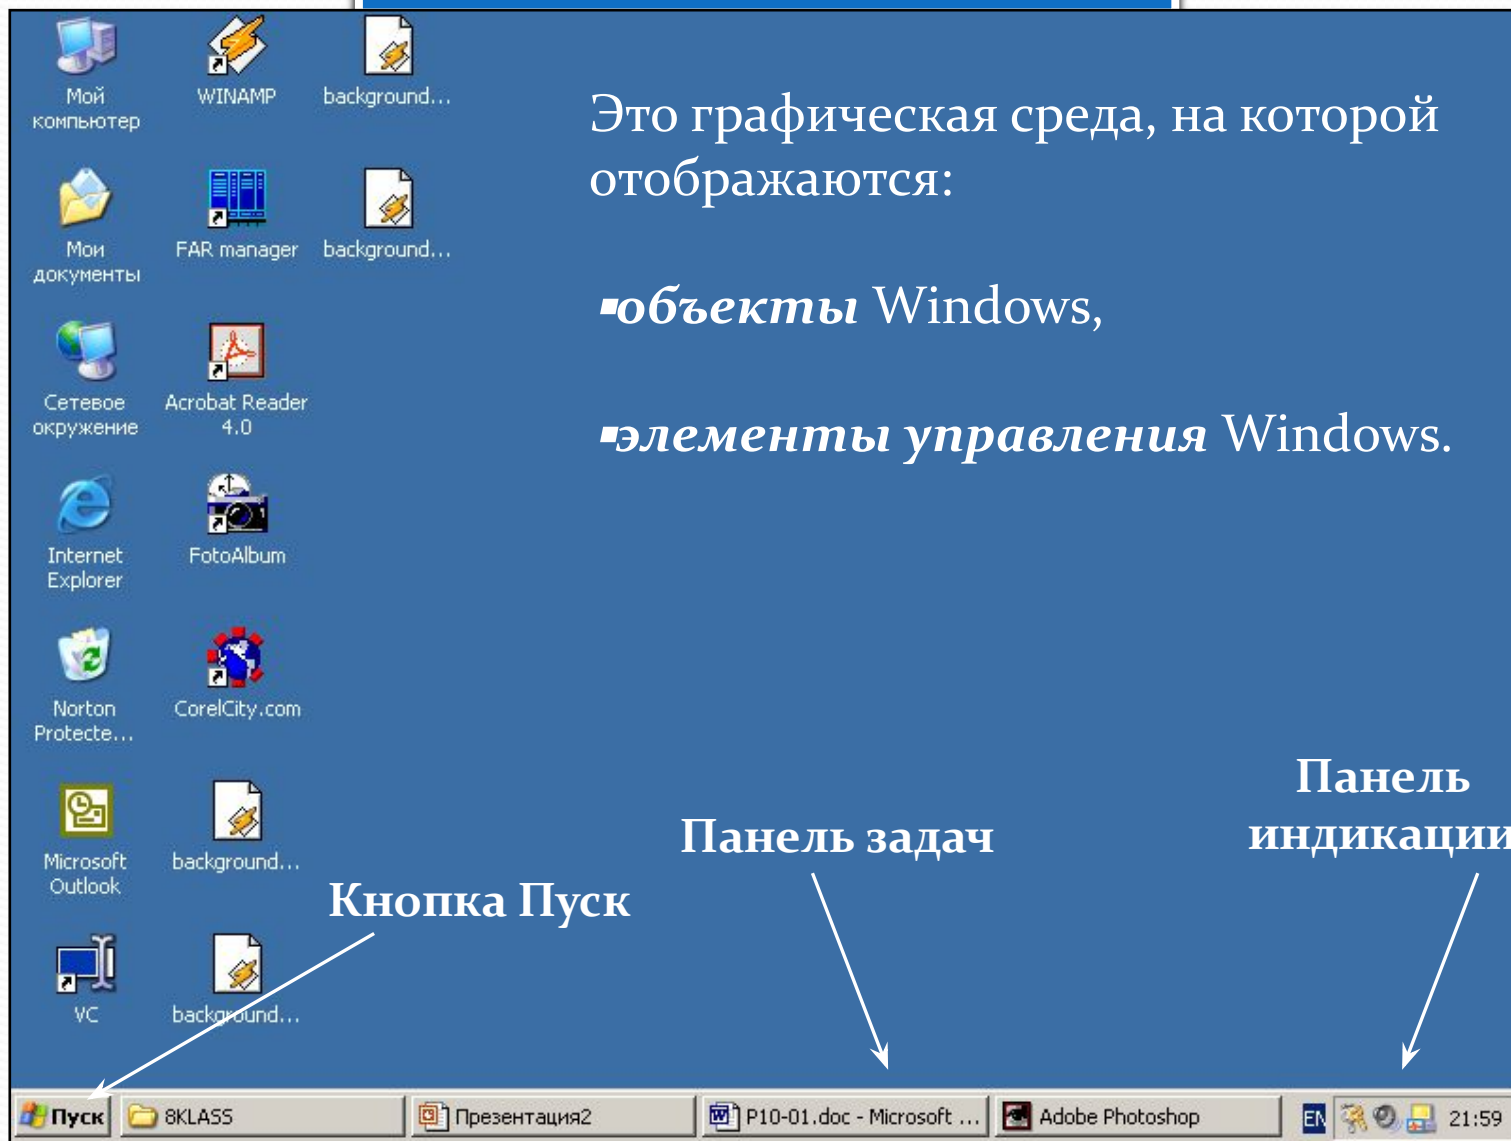 Мой
компьютер
WINAMP
background...
Мои
документы
FAR manager
background...
Сетевое
окружение
Acrobat Reader
4.0
Internet
Explorer
FotoAlbum
Norton
Protecte...
CorelCity.com
Microsoft
Outlook
background...
VC
background...
Это графическая среда, на которой
отображаются:
▪объекты Windows,
▪элементы управления Windows.
Кнопка Пуск
Панель задач
Панель
индикации
Пуск
8KLASS
Презентация2
P10-01.doc - Microsoft ...
Adobe Photoshop
EN
21:59